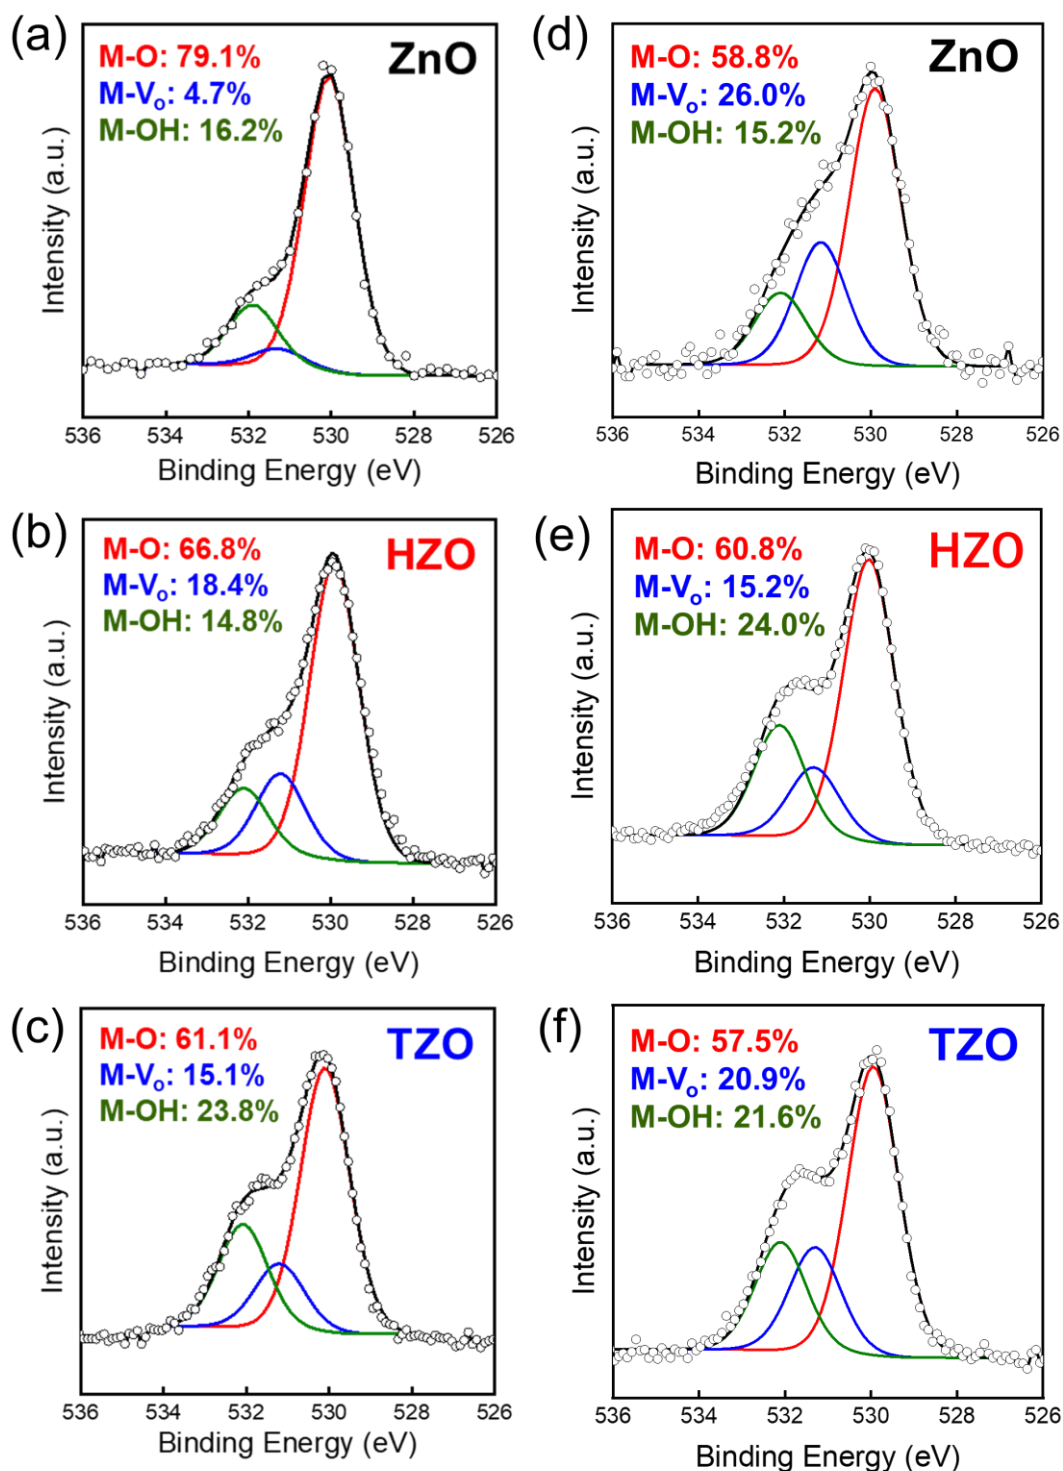 (a)
M-O: 79.1%
M-Vo: 4.7%
M-OH: 16.2%
ZnO
Intensity (a.u.)
536 534 532 530 528 526
Binding Energy (eV)
(d)
M-O: 58.8%
M-Vo: 26.0%
M-OH: 15.2%
ZnO
Intensity (a.u.)
536 534 532 530 528 526
Binding Energy (eV)
(b)
M-O: 66.8%
M-Vo: 18.4%
M-OH: 14.8%
HZO
Intensity (a.u.)
536 534 532 530 528 526
Binding Energy (eV)
(e)
M-O: 60.8%
M-Vo: 15.2%
M-OH: 24.0%
HZO
Intensity (a.u.)
536 534 532 530 528 526
Binding Energy (eV)
(c)
M-O: 61.1%
M-Vo: 15.1%
M-OH: 23.8%
TZO
Intensity (a.u.)
536 534 532 530 528 526
Binding Energy (eV)
(f)
M-O: 57.5%
M-Vo: 20.9%
M-OH: 21.6%
TZO
Intensity (a.u.)
536 534 532 530 528 526
Binding Energy (eV)